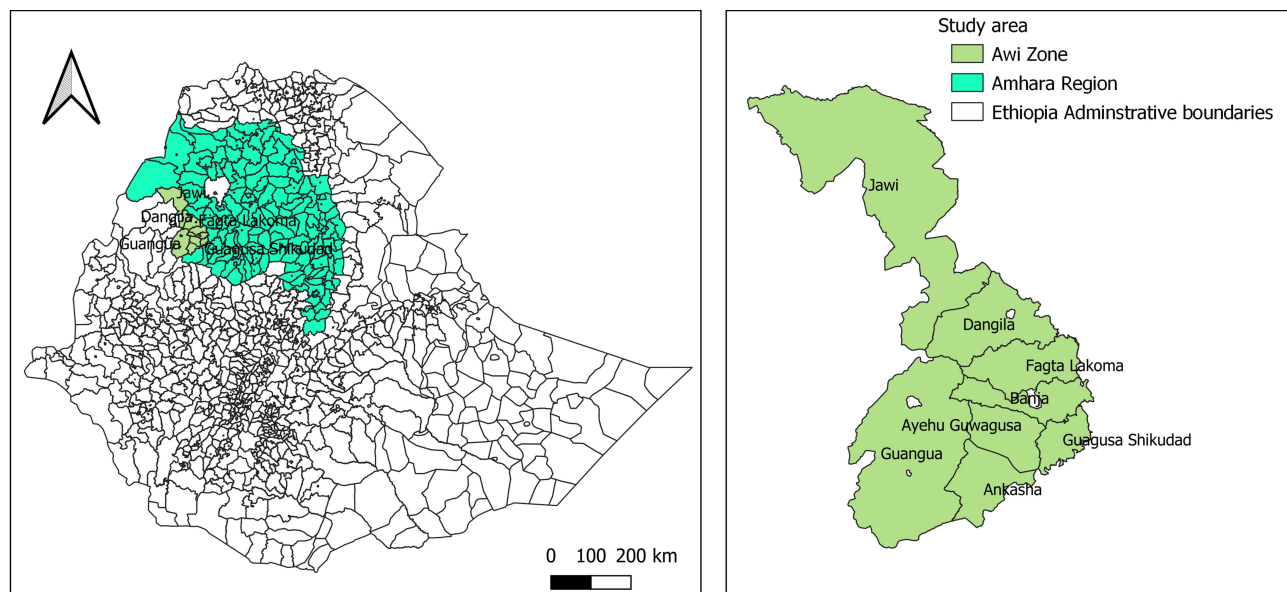 Jawi
Dangila
Fagta Lakoma
Guangua
Guagusa Shikudad
0 100 200 km
Study area
Awi Zone
Amhara Region
Ethiopia Adminstrative boundaries
Jawi
Dangila
Fagta Lakoma
Banja
Ayehu Guwagusa
Guagusa Shikudad
Guangua
Ankasha